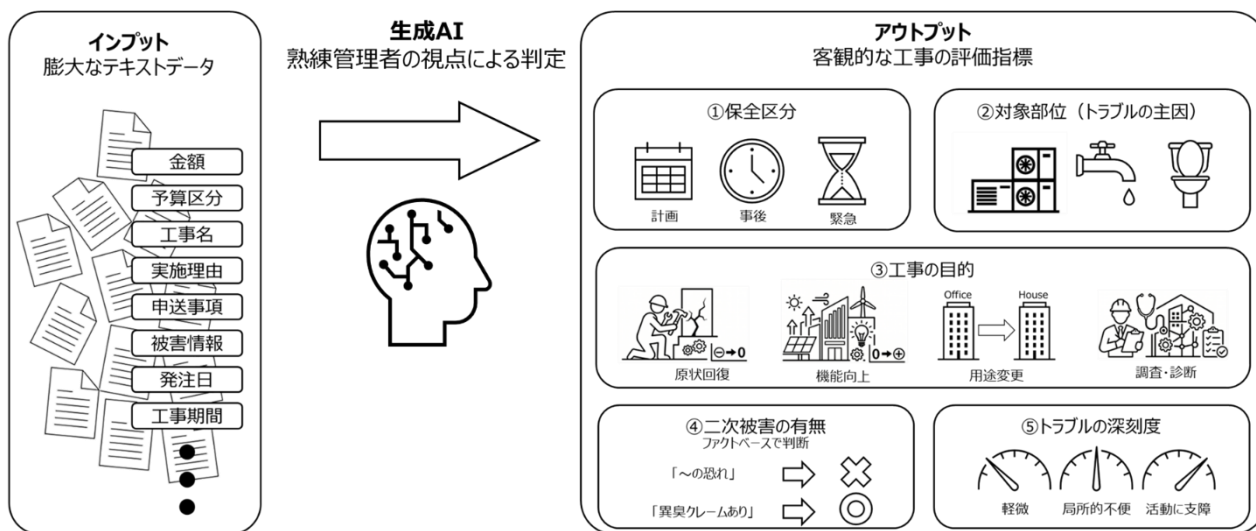 インプット
膨大なテキストデータ
金額
予算区分
工事名
実施理由
申送事項
被害情報
発注日
工事期間
生成AI
熟練管理者の視点による判定
アウトプット
客観的な工事の評価指標
①保全区分
計画
事後
緊急
②対象部位（トラブルの主因）
③工事の目的
⊖→0
原状回復
0→⊕
機能向上
Office
House
用途変更
調査・診断
④二次被害の有無
ファクトベースで判断
「～の恐れ」
「異臭クレームあり」
⑤トラブルの深刻度
軽微
局所的不便
活動に支障